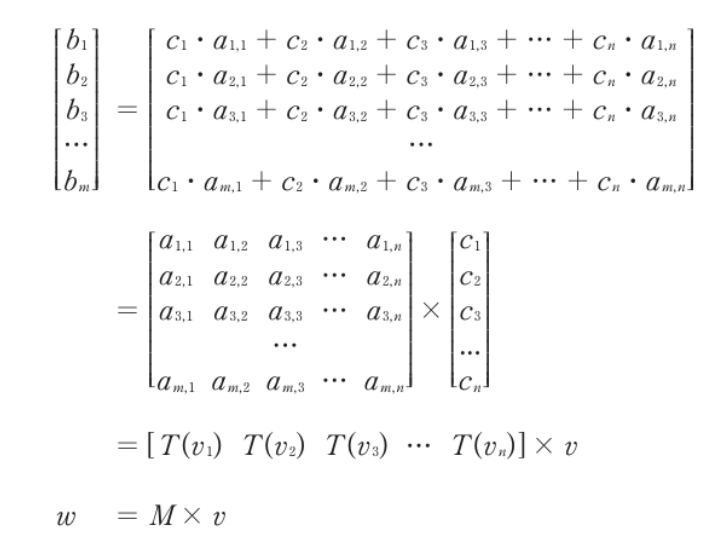 [b₁] = [c₁ · a₁,₁ + c₂ · a₁,₂ + c₃ · a₁,₃ + ⋯ + cₙ · a₁,ₙ]
[b₂] [c₁ · a₂,₁ + c₂ · a₂,₂ + c₃ · a₂,₃ + ⋯ + cₙ · a₂,ₙ]
[b₃] [c₁ · a₃,₁ + c₂ · a₃,₂ + c₃ · a₃,₃ + ⋯ + cₙ · a₃,ₙ]
[⋯] [⋯]
[bₘ] [c₁ · aₘ,₁ + c₂ · aₘ,₂ + c₃ · aₘ,₃ + ⋯ + cₙ · aₘ,ₙ]
= [a₁,₁ a₁,₂ a₁,₃ ⋯ a₁,ₙ] × [c₁]
[a₂,₁ a₂,₂ a₂,₃ ⋯ a₂,ₙ] [c₂]
[a₃,₁ a₃,₂ a₃,₃ ⋯ a₃,ₙ] [c₃]
[⋯] [⋯]
[aₘ,₁ aₘ,₂ aₘ,₃ ⋯ aₘ,ₙ] [cₙ]
= [T(v₁) T(v₂) T(v₃) ⋯ T(vₙ)] × v
w = M × v